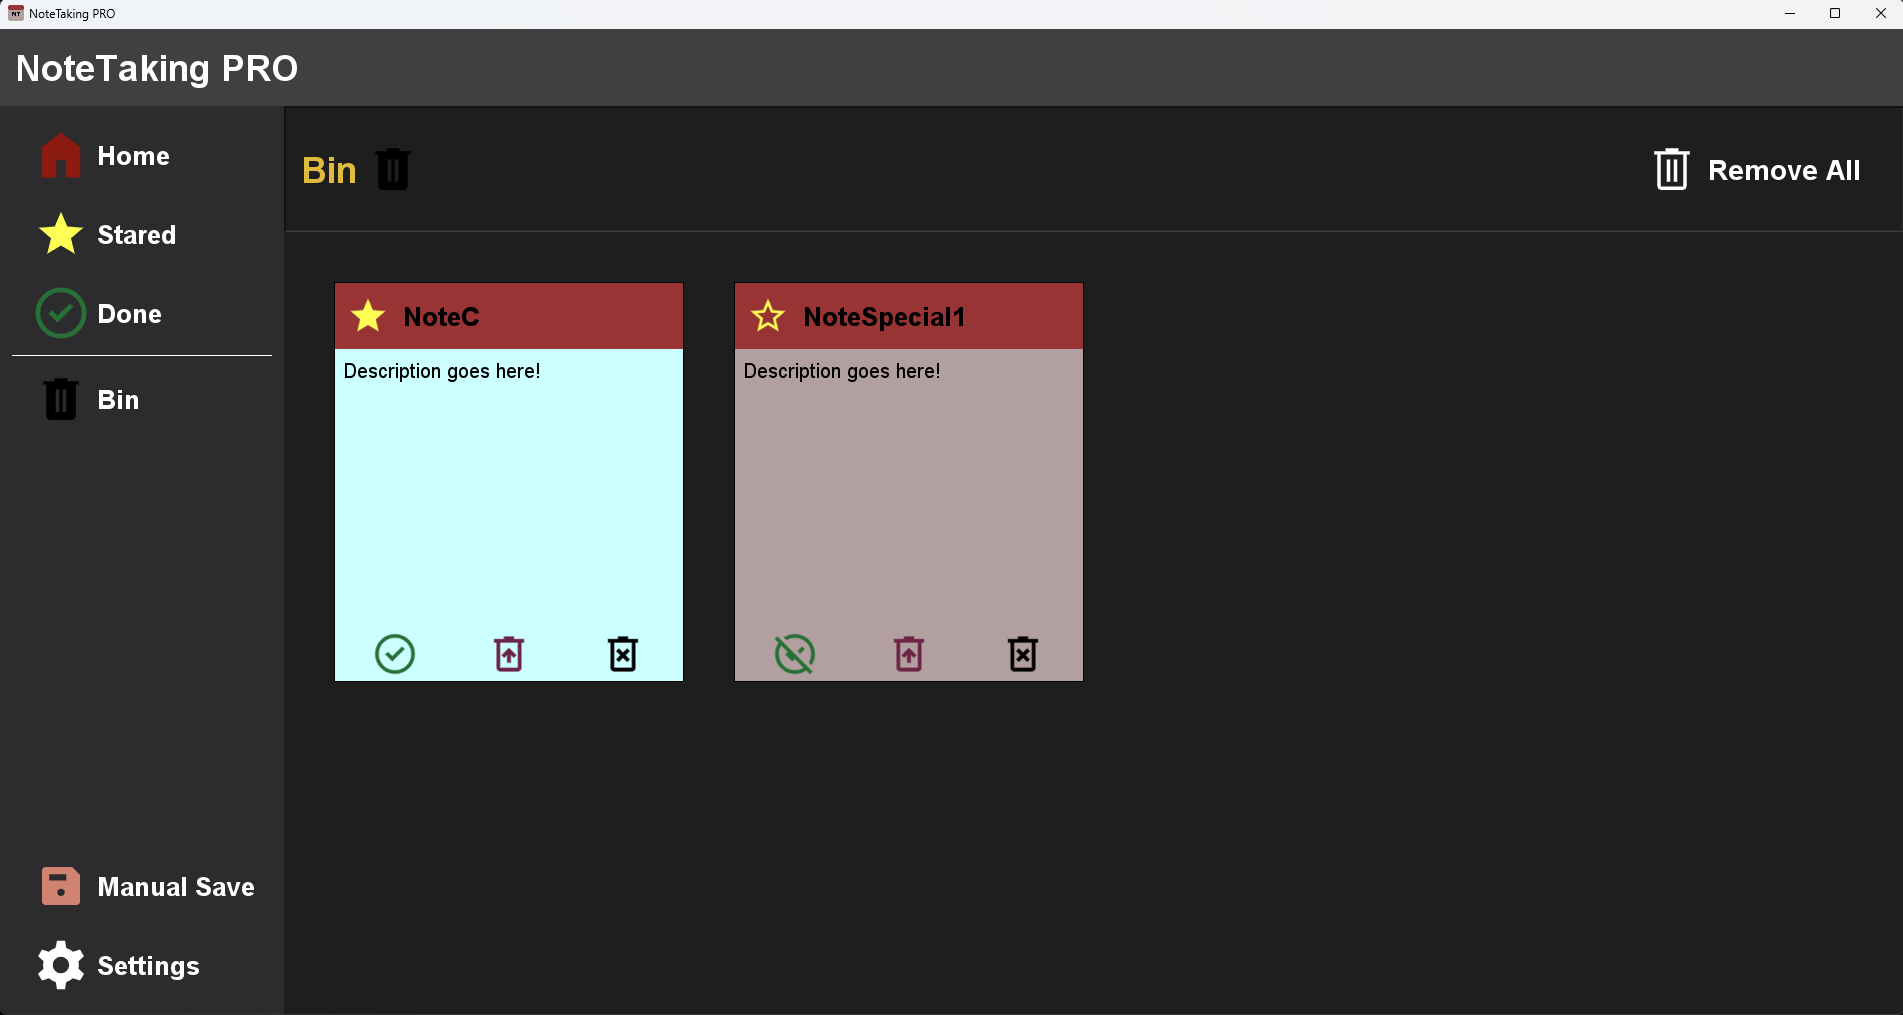 NoteTaking PRO
NoteTaking PRO
Home
Stared
Done
Bin
Manual Save
Settings
Bin
Remove All
NoteC
Description goes here!
NoteSpecial1
Description goes here!